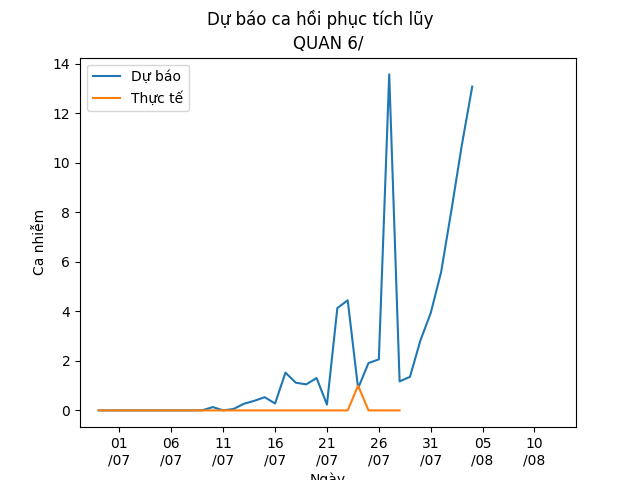 Dự báo ca hồi phục tích lũy
QUAN 6/
14
12
10
8
6
4
2
0
Ca nhiễm
Dự báo
Thực tế
01 06 11 16 21 26 31 05 10
/07 /07 /07 /07 /07 /07 /07 /08 /08
Ngày